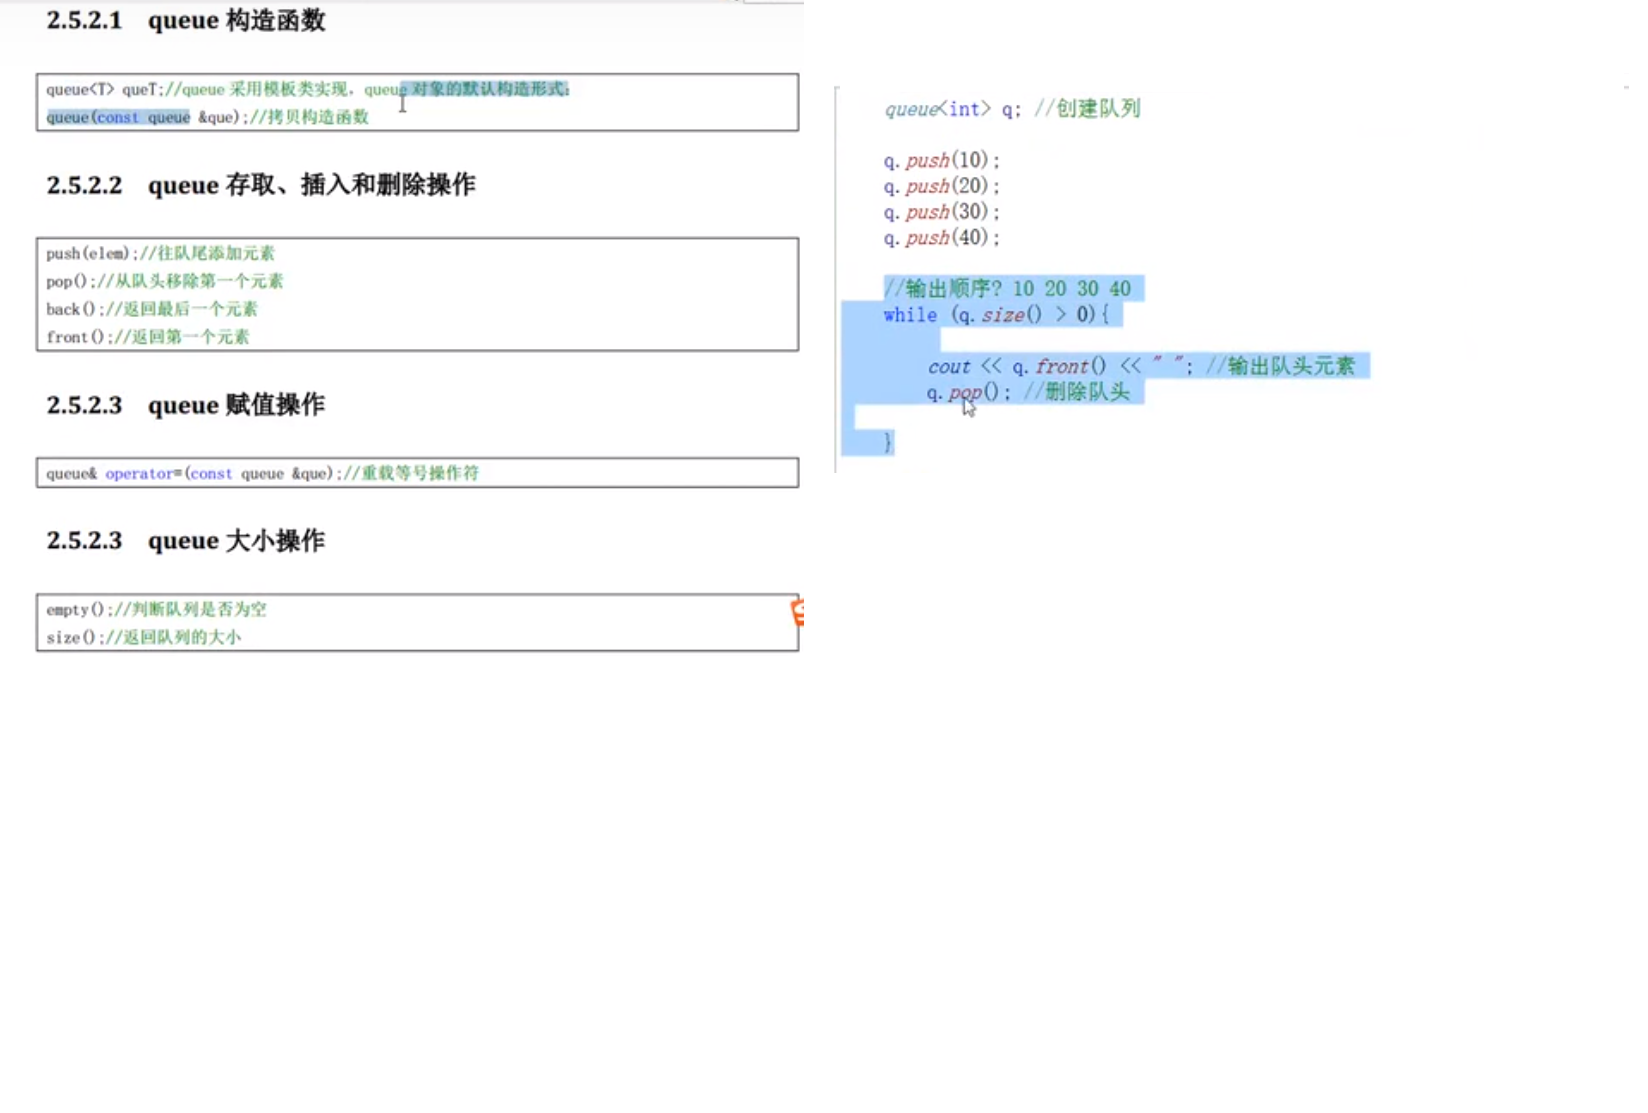 2.5.2.1 queue 构造函数
queue<T> queT;//queue 采用模板类实现，queue 对象的默认构造形式：
queue(const queue &que);//拷贝构造函数
2.5.2.2 queue 存取、插入和删除操作
push(elem);//往队尾添加元素
pop();//从队头移除第一个元素
back();//返回最后一个元素
front();//返回第一个元素
2.5.2.3 queue 赋值操作
queue& operator=(const queue &que);//重载等号操作符
2.5.2.3 queue 大小操作
empty();//判断队列是否为空
size();//返回队列的大小
queue<int> q; //创建队列
q.push(10);
q.push(20);
q.push(30);
q.push(40);
//输出顺序? 10 20 30 40
while (q.size() > 0){
cout << q.front() << " "; //输出队头元素
q.pop(); //删除队头
}